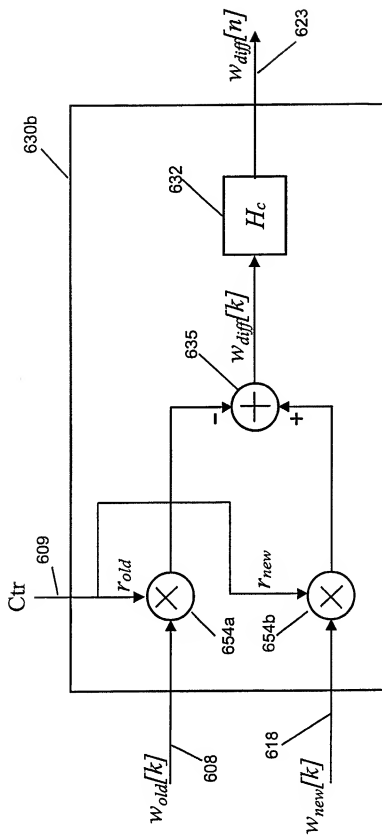 Ctr
609
630b
r_old
w_old[k]
608
654a
r_new
w_new[k]
618
654b
-
+
635
w_diff[k]
632
H_c
w_diff[n]
623